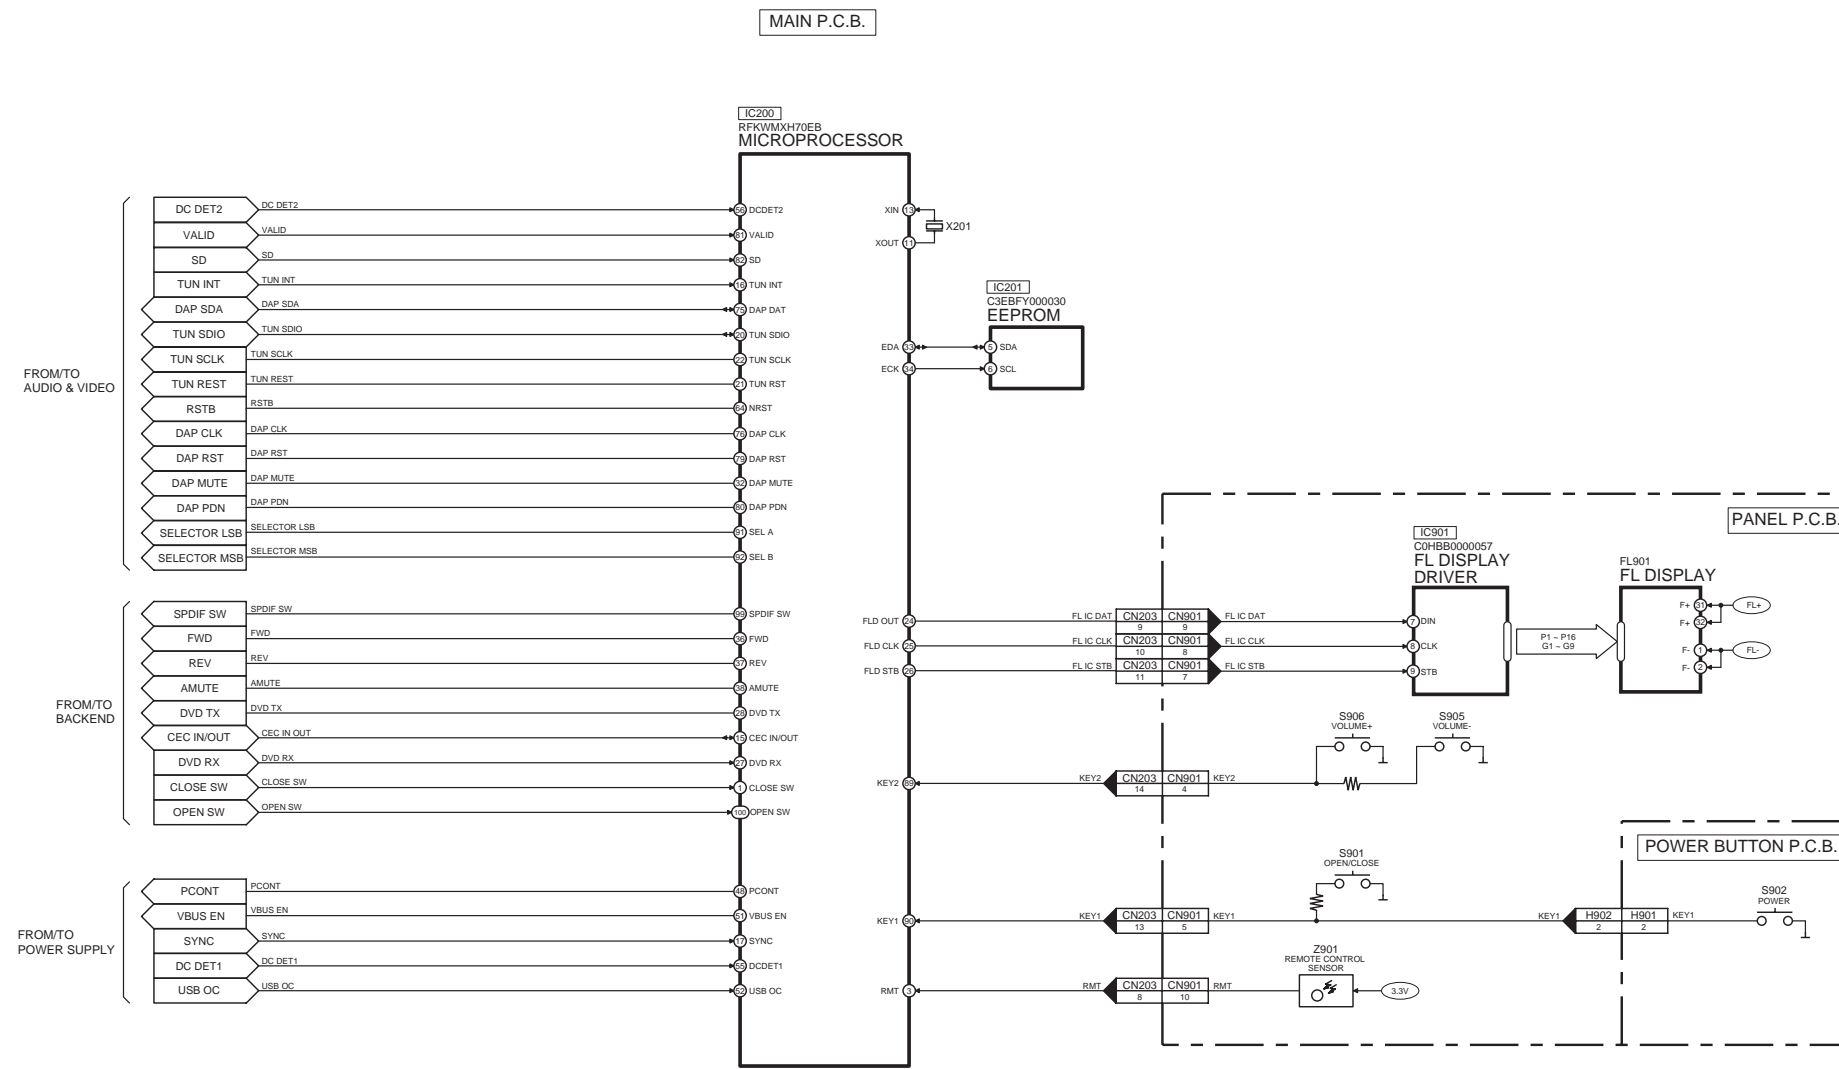 MAIN P.C.B.
IC200
RFKWMXH70EB
MICROPROCESSOR
FROM/TO
AUDIO & VIDEO
DC DET2 DC DET2 56 DCDET2
VALID VALID 81 VALID
SD SD 82 SD
TUN INT TUN INT 16 TUN INT
DAP SDA DAP SDA 75 DAP DAT
TUN SDIO TUN SDIO 20 TUN SDIO
TUN SCLK TUN SCLK 22 TUN SCLK
TUN REST TUN REST 21 TUN RST
RSTB RSTB 64 NRST
DAP CLK DAP CLK 76 DAP CLK
DAP RST DAP RST 79 DAP RST
DAP MUTE DAP MUTE 32 DAP MUTE
DAP PDN DAP PDN 80 DAP PDN
SELECTOR LSB SELECTOR LSB 91 SEL A
SELECTOR MSB SELECTOR MSB 92 SEL B
FROM/TO
BACKEND
SPDIF SW SPDIF SW 99 SPDIF SW
FWD FWD 36 FWD
REV REV 37 REV
AMUTE AMUTE 38 AMUTE
DVD TX DVD TX 28 DVD TX
CEC IN/OUT CEC IN OUT 15 CEC IN/OUT
DVD RX DVD RX 27 DVD RX
CLOSE SW CLOSE SW 1 CLOSE SW
OPEN SW OPEN SW 100 OPEN SW
FROM/TO
POWER SUPPLY
PCONT PCONT 48 PCONT
VBUS EN VBUS EN 51 VBUS EN
SYNC SYNC 17 SYNC
DC DET1 DC DET1 55 DCDET1
USB OC USB OC 52 USB OC
XIN 13
X201
XOUT 11
IC201
C3EBFY000030
EEPROM
EDA 33 5 SDA
ECK 34 6 SCL
PANEL P.C.B.
IC901
C0HBB0000057
FL DISPLAY
DRIVER
FL901
FL DISPLAY
FLD OUT 24 FL IC DAT CN203 CN901 FL IC DAT 7 DIN
9 9
FLD CLK 25 FL IC CLK CN203 CN901 FL IC CLK 8 CLK
10 8
FLD STB 26 FL IC STB CN203 CN901 FL IC STB 9 STB
11 7
P1 ~ P16
G1 ~ G9
F+ 31 FL+
F+ 32
F- 1 FL-
F- 2
S906
VOLUME+
S905
VOLUME-
KEY2 89 KEY2 CN203 CN901 KEY2
14 4
POWER BUTTON P.C.B.
S901
OPEN/CLOSE
S902
POWER
KEY1 90 KEY1 CN203 CN901 KEY1 KEY1 H902 H901 KEY1
13 5 2 2
Z901
REMOTE CONTROL
SENSOR
RMT 3 RMT CN203 CN901 RMT 3.3V
8 10